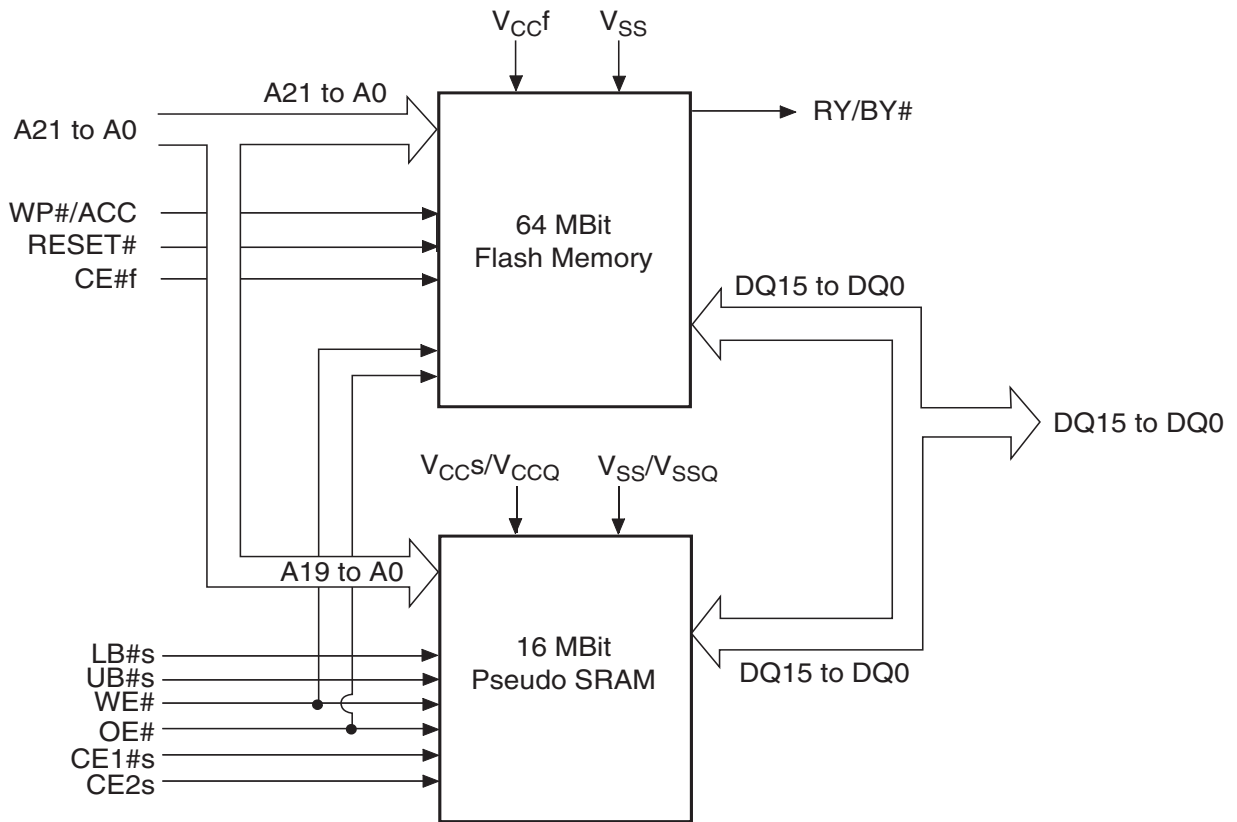 V_CCf
V_SS
A21 to A0
A21 to A0
RY/BY#
WP#/ACC
RESET#
CE#f
64 MBit
Flash Memory
DQ15 to DQ0
DQ15 to DQ0
V_CCs/V_CCQ
V_SS/V_SSQ
A19 to A0
16 MBit
Pseudo SRAM
DQ15 to DQ0
LB#s
UB#s
WE#
OE#
CE1#s
CE2s